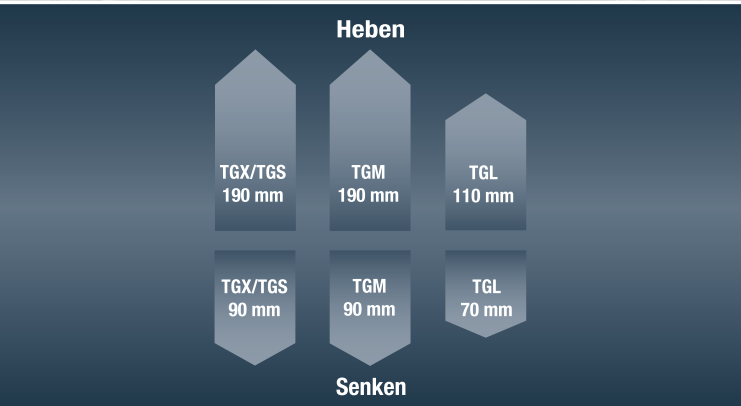 Heben
TGX/TGS
190 mm
TGM
190 mm
TGL
110 mm
TGX/TGS
90 mm
TGM
90 mm
TGL
70 mm
Senken